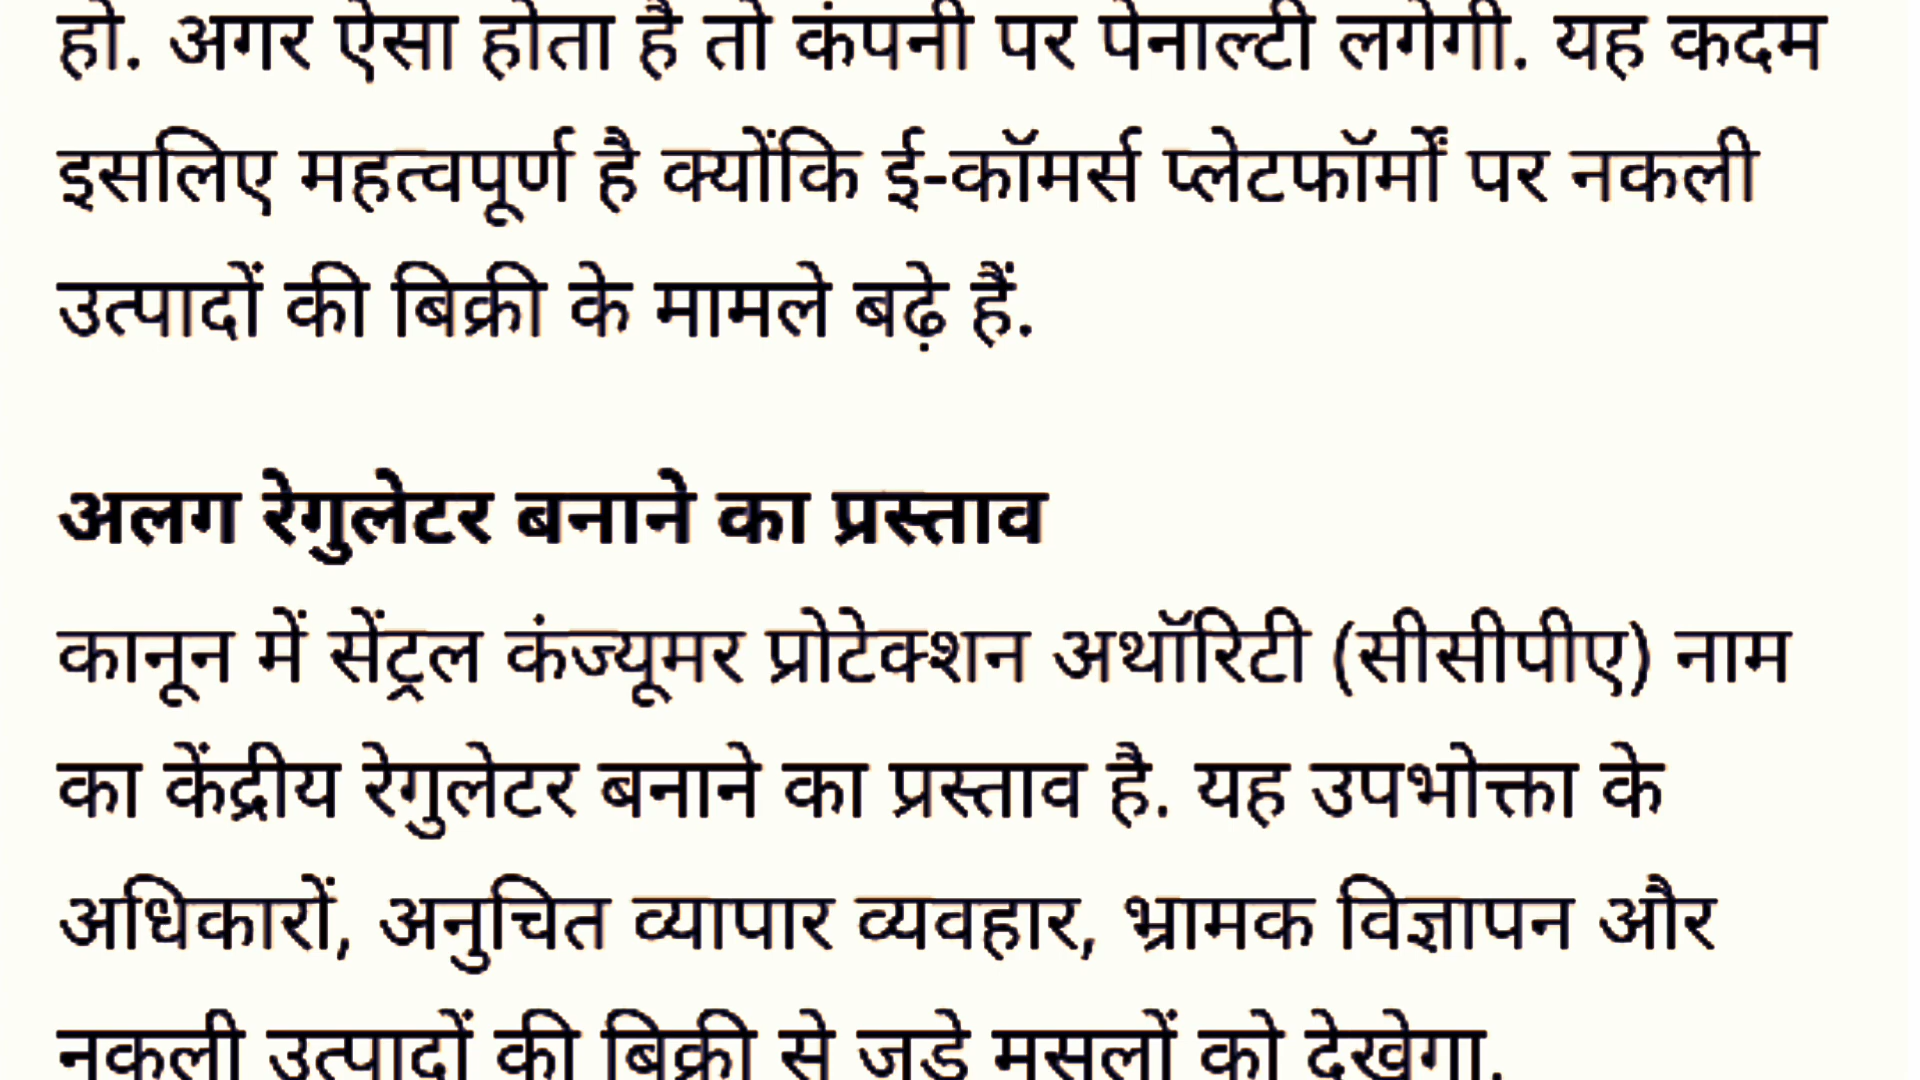 हो. अगर ऐसा होता है तो कंपनी पर पेनाल्टी लगेगी. यह कदम
इसलिए महत्वपूर्ण है क्योंकि ई-कॉमर्स प्लेटफॉर्मों पर नकली
उत्पादों की बिक्री के मामले बढ़े हैं.
अलग रेगुलेटर बनाने का प्रस्ताव
कानून में सेंट्रल कंज्यूमर प्रोटेक्शन अथॉरिटी (सीसीपीए) नाम
का केंद्रीय रेगुलेटर बनाने का प्रस्ताव है. यह उपभोक्ता के
अधिकारों, अनुचित व्यापार व्यवहार, भ्रामक विज्ञापन और
नकली उत्पादों की बिक्री से जुड़े मसलों को देखेगा.